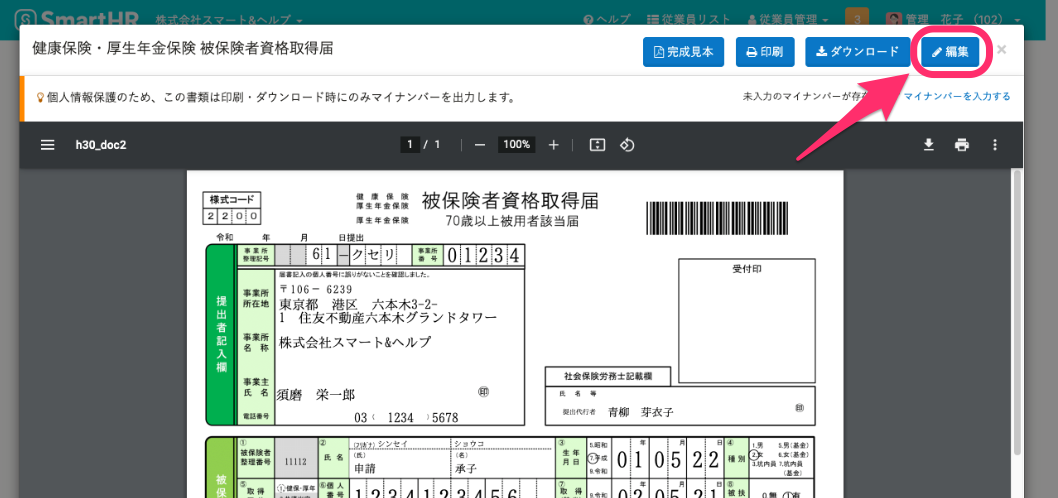 SmartHR 株式会社スマート&ヘルプ ヘルプ 従業員リスト 従業員管理 3 管理 花子 (102)
健康保険・厚生年金保険 被保険者資格取得届 完成見本 印刷 ダウンロード 編集 ×
個人情報保護のため、この書類は印刷・ダウンロード時にのみマイナンバーを出力します。 未入力のマイナンバーが存 マイナンバーを入力する
h30_doc2 1 / 1 | − 100% + |
様式コード
2 2 0 0
健康保険
厚生年金保険
厚生年金保険
被保険者資格取得届
70歳以上被用者該当届
令和 年 月 日提出
事業所整理記号 6 1 − クセリ 事業所番号 0 1 2 3 4
届書記入の個人番号に誤りがないことを確認しました。
提出者記入欄
事業所所在地
〒106− 6239
東京都 港区 六本木3-2-
1 住友不動産六本木グランドタワー
事業所名称 株式会社スマート&ヘルプ
事業主氏名 須磨 栄一郎 ㊞
電話番号 03 ( 1234 )5678
受付印
社会保険労務士記載欄
氏名等
提出代行者 青柳 芽衣子 ㊞
① 被保険者整理番号 11112
② 氏名 (フリガナ) シンセイ ショウコ
(氏) 申請 (名) 承子
③ 生年月日 5.昭和 7.平成 9.令和 年 月 日 0 1 0 5 2 2
④ 種別 1.男 2.女 3.坑内員 5.男(基金) 6.女(基金) 7.坑内員(基金)
⑤ 取得 ①健保・厚年
⑥ 個人番号 1 2 3 4 1 2 3 4 5 6
⑦ 取得 9.令和 年 月 日 0 2 0 5 2 1
⑧ 被扶 0.無 ①有
被保